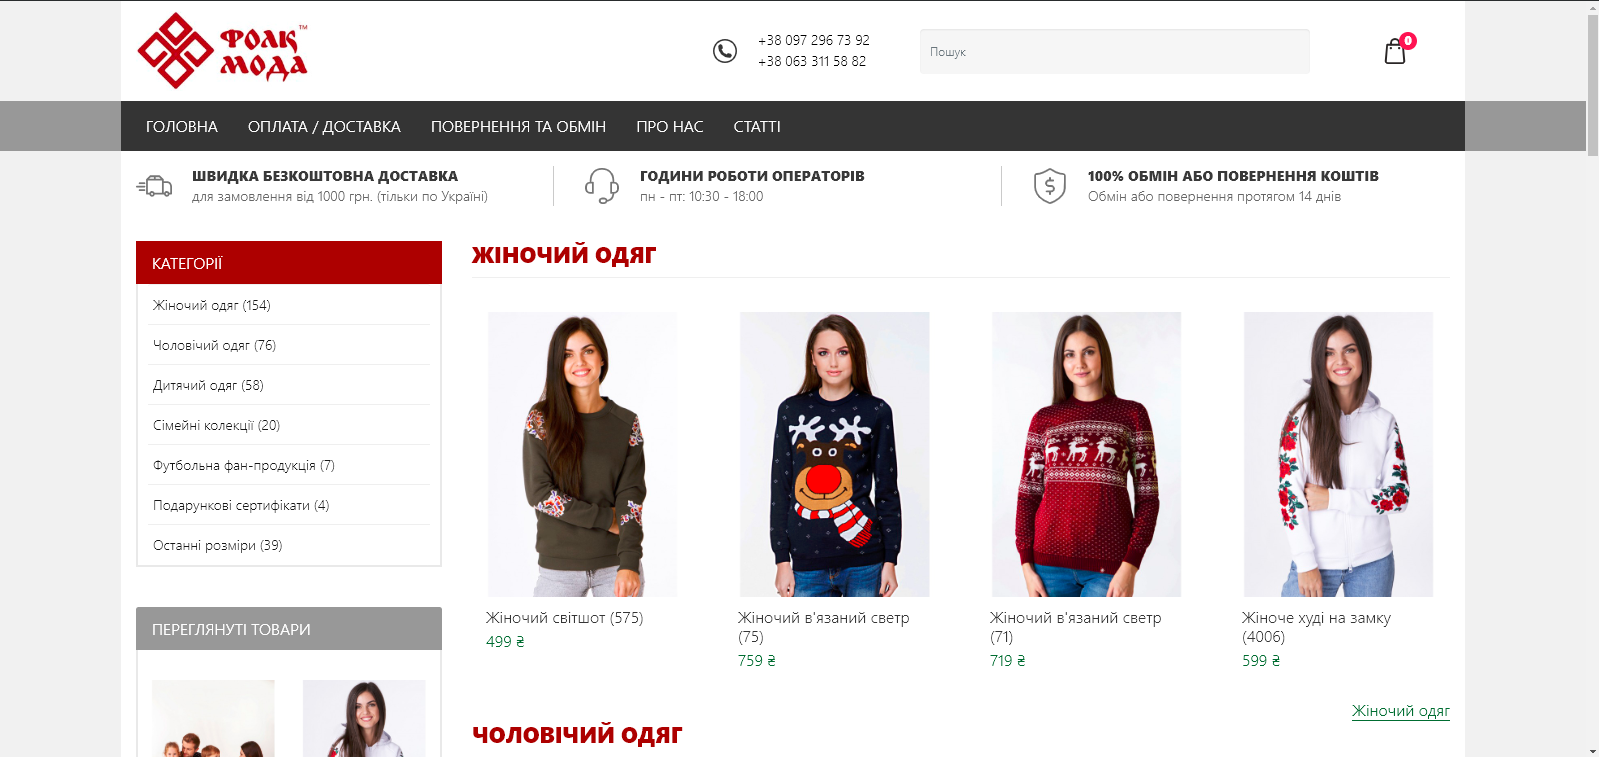 ФОЛК™
МОДА
+38 097 296 73 92
+38 063 311 58 82
Пошук
0
ГОЛОВНА ОПЛАТА / ДОСТАВКА ПОВЕРНЕННЯ ТА ОБМІН ПРО НАС СТАТТІ
ШВИДКА БЕЗКОШТОВНА ДОСТАВКА
для замовлення від 1000 грн. (тільки по Україні)
ГОДИНИ РОБОТИ ОПЕРАТОРІВ
пн - пт: 10:30 - 18:00
100% ОБМІН АБО ПОВЕРНЕННЯ КОШТІВ
Обмін або повернення протягом 14 днів
КАТЕГОРІЇ
Жіночий одяг (154)
Чоловічий одяг (76)
Дитячий одяг (58)
Сімейні колекції (20)
Футбольна фан-продукція (7)
Подарункові сертифікати (4)
Останні розміри (39)
ПЕРЕГЛЯНУТІ ТОВАРИ
ЖІНОЧИЙ ОДЯГ
Жіночий світшот (575)
499 ₴
Жіночий в'язаний светр
(75)
759 ₴
Жіночий в'язаний светр
(71)
719 ₴
Жіноче худі на замку
(4006)
599 ₴
Жіночий одяг
ЧОЛОВІЧИЙ ОДЯГ